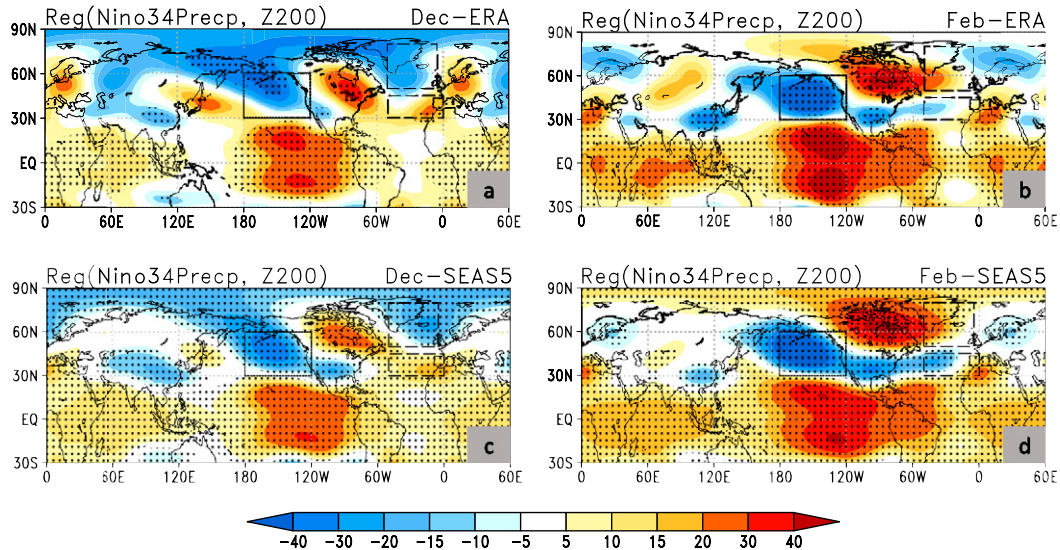 Reg(Nino34Precp, Z200) Dec-ERA
90N
60N
30N
EQ
30S
0 60E 120E 180 120W 60W 0 60E
a
Reg(Nino34Precp, Z200) Feb-ERA
90N
60N
30N
EQ
30S
0 60E 120E 180 120W 60W 0 60E
b
Reg(Nino34Precp, Z200) Dec-SEAS5
90N
60N
30N
EQ
30S
0 60E 120E 180 120W 60W 0 60E
c
Reg(Nino34Precp, Z200) Feb-SEAS5
90N
60N
30N
EQ
30S
0 60E 120E 180 120W 60W 0 60E
d
-40 -30 -20 -15 -10 -5 5 10 15 20 30 40